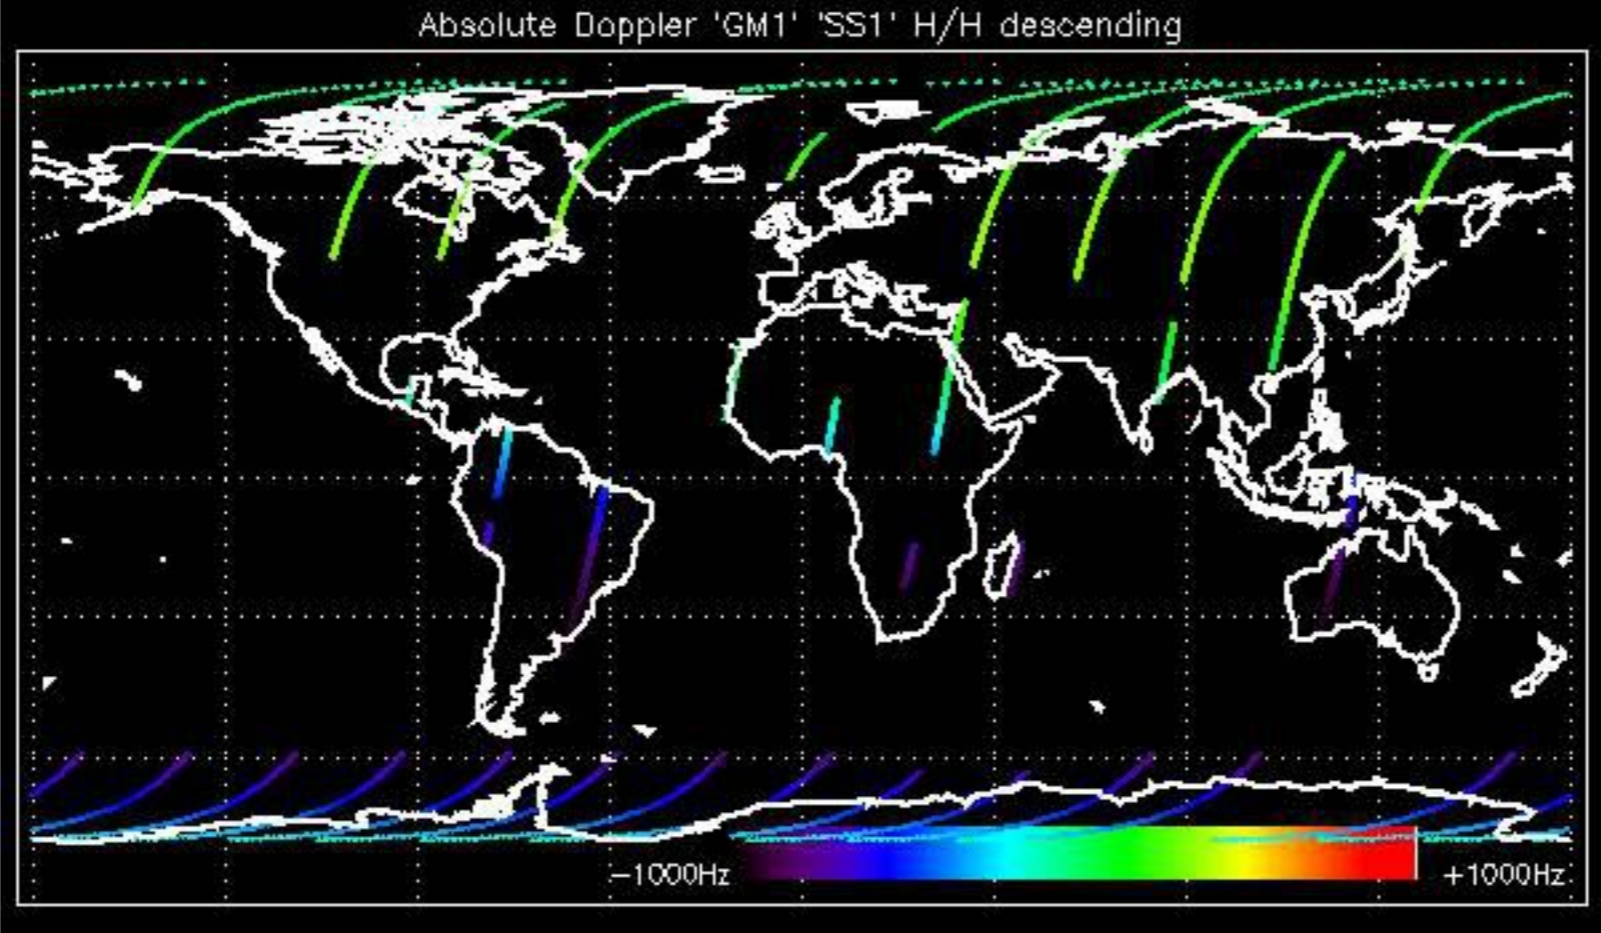 Absolute Doppler 'GM1' 'SS1' H/H descending
-1000Hz +1000Hz